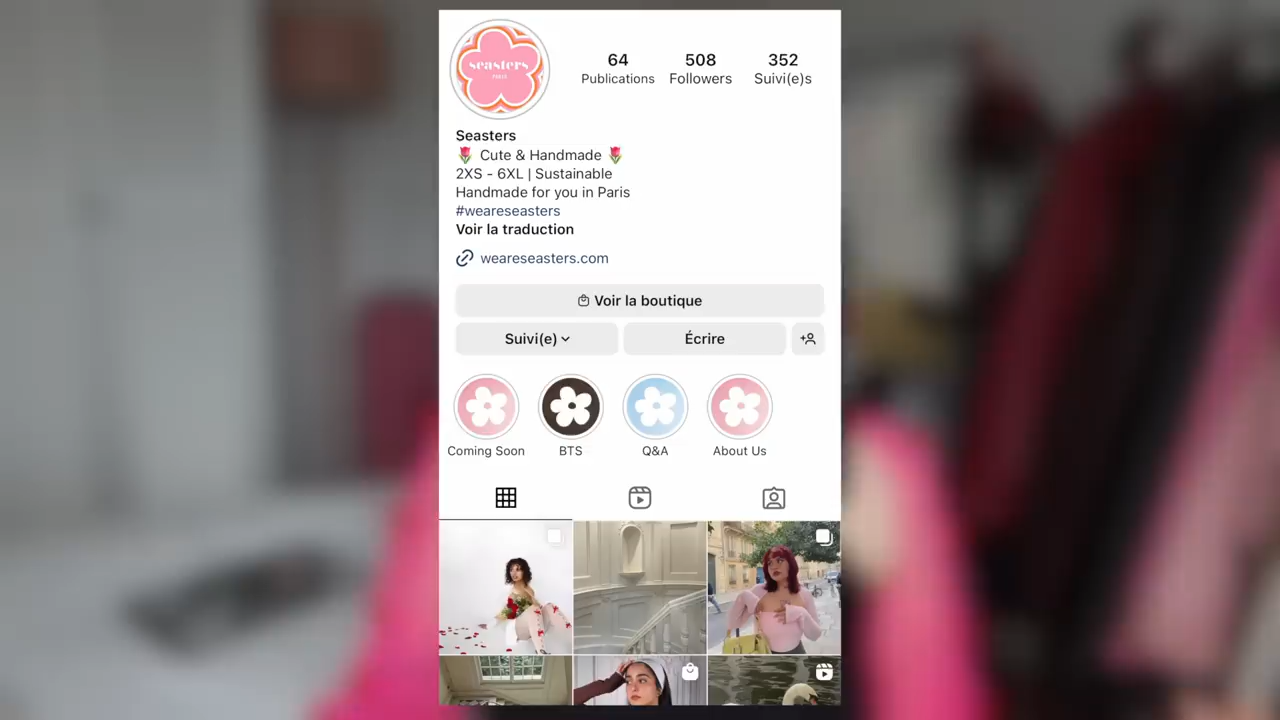 seasters
PARIS
64
Publications
508
Followers
352
Suivi(e)s
Seasters
🌷 Cute & Handmade 🌷
2XS - 6XL | Sustainable
Handmade for you in Paris
#weareseasters
Voir la traduction
weareseasters.com
Voir la boutique
Suivi(e)
Écrire
Coming Soon
BTS
Q&A
About Us